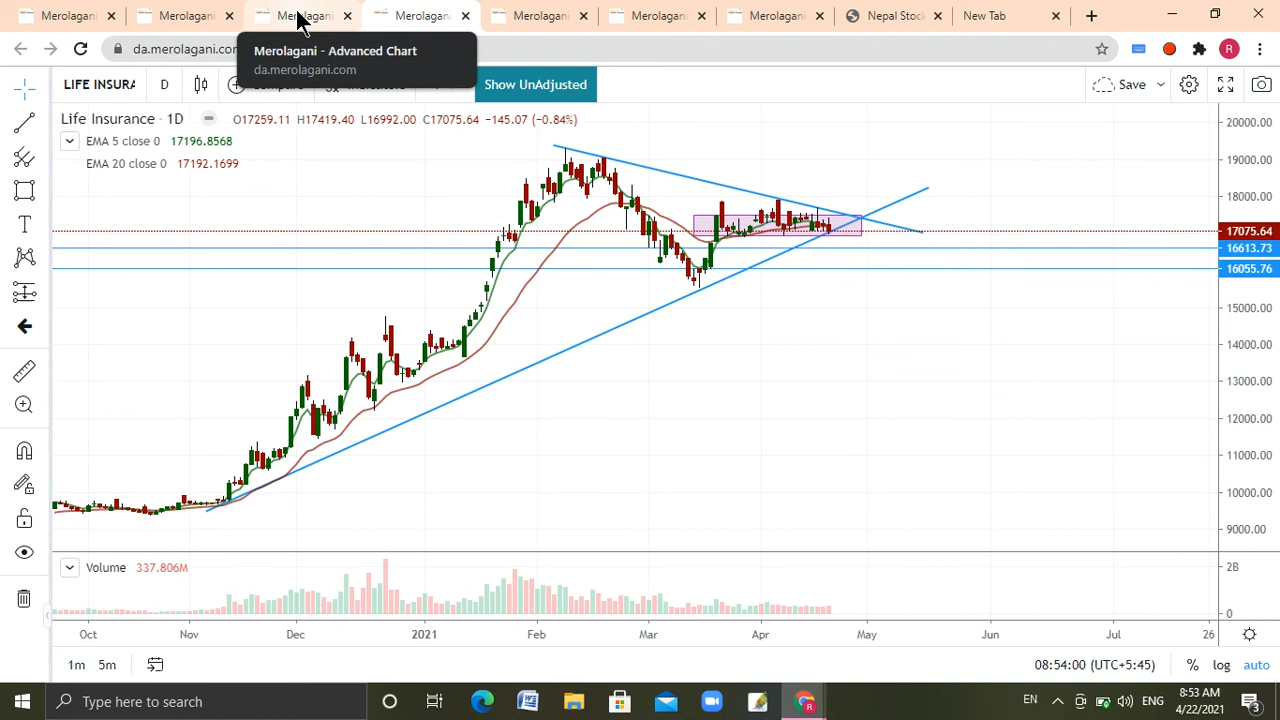 Merolagani
Merolagani
Merolagani
Merolagani
Merolagani
Merolagani
Merolagani
Nepal Stock
New Tab
da.merolagani.com
Merolagani - Advanced Chart
da.merolagani.com
R
LIFE INSURA
D
Show UnAdjusted
Save
Life Insurance · 1D
O17259.11 H17419.40 L16992.00 C17075.64 −145.07 (−0.84%)
EMA 5 close 0 17196.8568
EMA 20 close 0 17192.1699
20000.00
19000.00
18000.00
17075.64
16613.73
16055.76
15000.00
14000.00
13000.00
12000.00
11000.00
10000.00
9000.00
Volume 337.806M
2B
0
Oct Nov Dec 2021 Feb Mar Apr May Jun Jul 26
1m 5m
08:54:00 (UTC+5:45) % log auto
Type here to search
EN
ENG
8:53 AM
4/22/2021
3